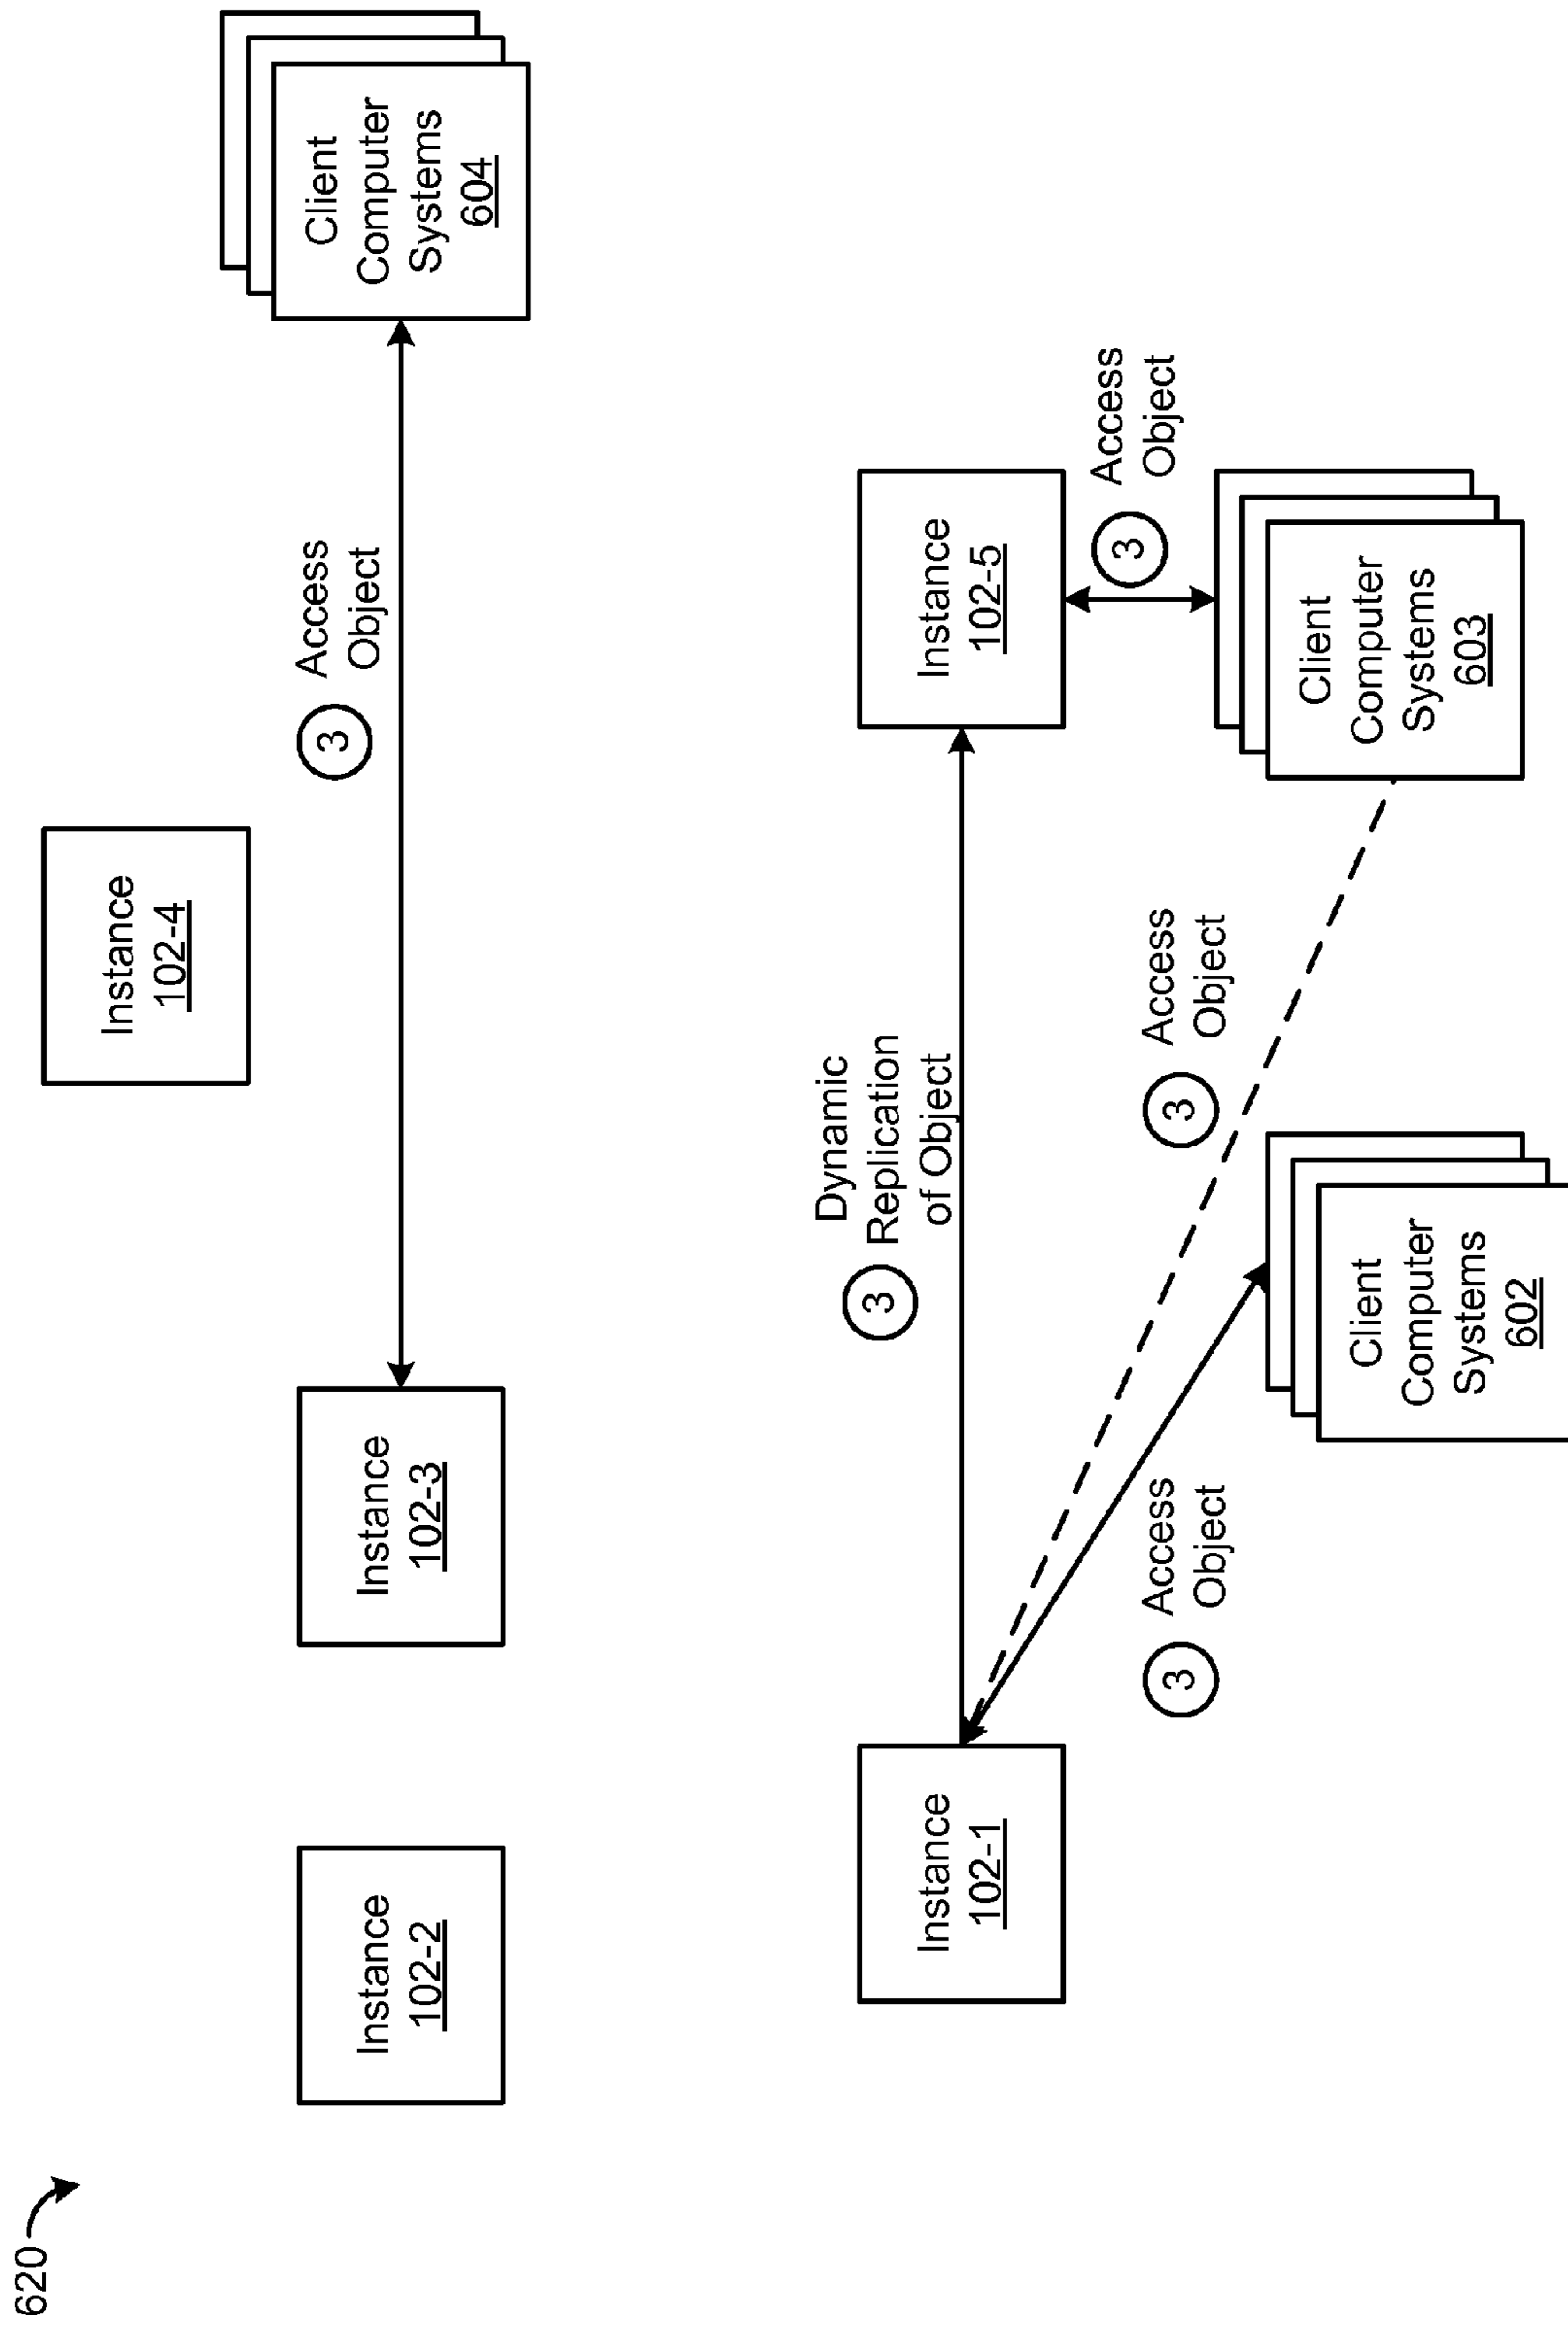 620
Instance
102-2
Instance
102-3
Instance
102-4
3
Access
Object
Client
Computer
Systems
604
Instance
102-1
3
Dynamic
Replication
of Object
Instance
102-5
3
Access
Object
3
Access
Object
3
Access
Object
Client
Computer
Systems
602
Client
Computer
Systems
603